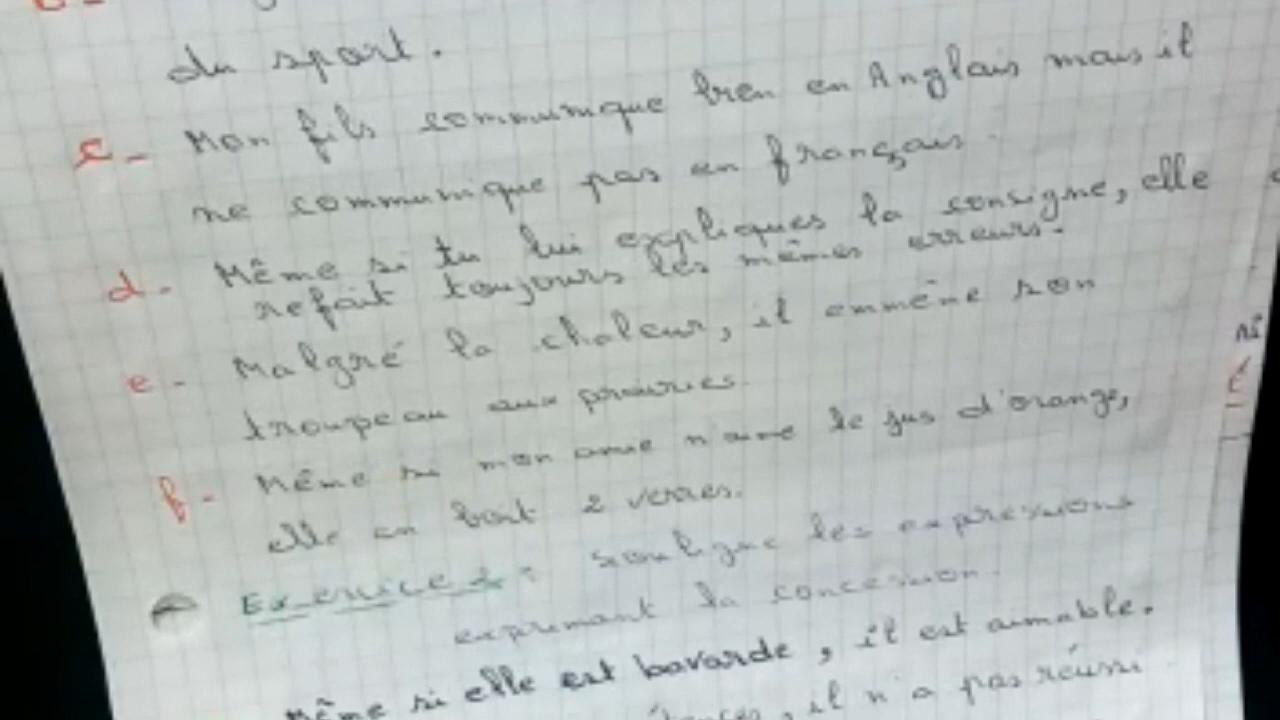 du sport.
c- Mon fils communique bien en Anglais mais il
ne communique pas en français.
d- Même si tu lui expliques la consigne, elle
refait toujours les mêmes erreurs.
e- Malgré la chaleur, il emmène son
troupeau aux prairies.
f- Même si mon amie n'aime le jus d'orange,
elle en boit 2 verres.
Exercice 2: Souligne les expressions
exprimant la concession.
Même si elle est bavarde, il est aimable.
, il n'a pas réussi